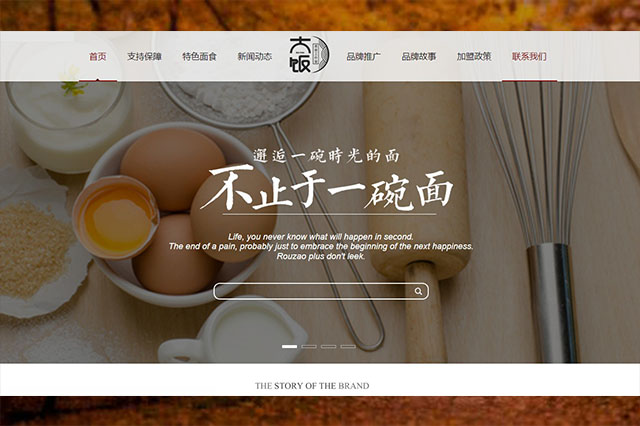 首页 支持保障 特色面食 新闻动态 大饭 品牌推广 品牌故事 加盟政策 联系我们
邂逅一碗時光的面
不止于一碗面
Life, you never know what will happen in second.
The end of a pain, probably just to embrace the beginning of the next happiness.
Rouzao plus don't leek.
THE STORY OF THE BRAND